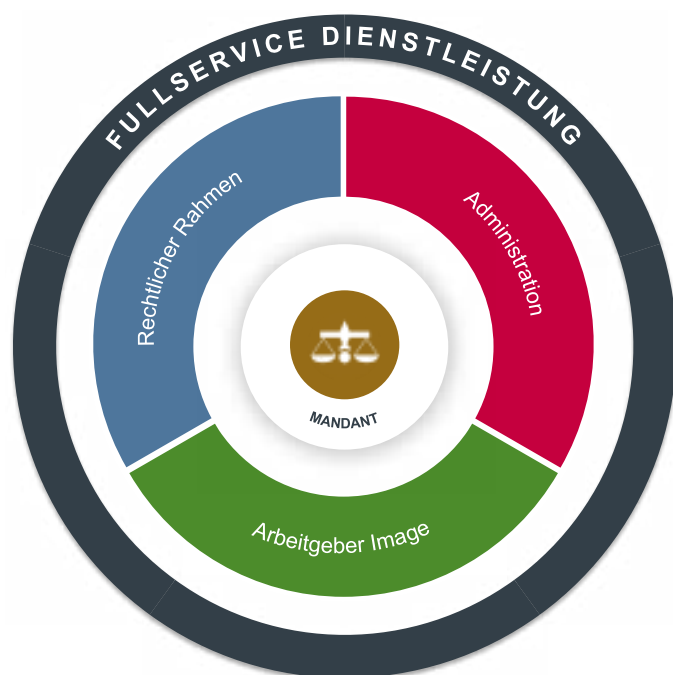 FULLSERVICE DIENSTLEISTUNG
Rechtlicher Rahmen
Administration
MANDANT
Arbeitgeber Image